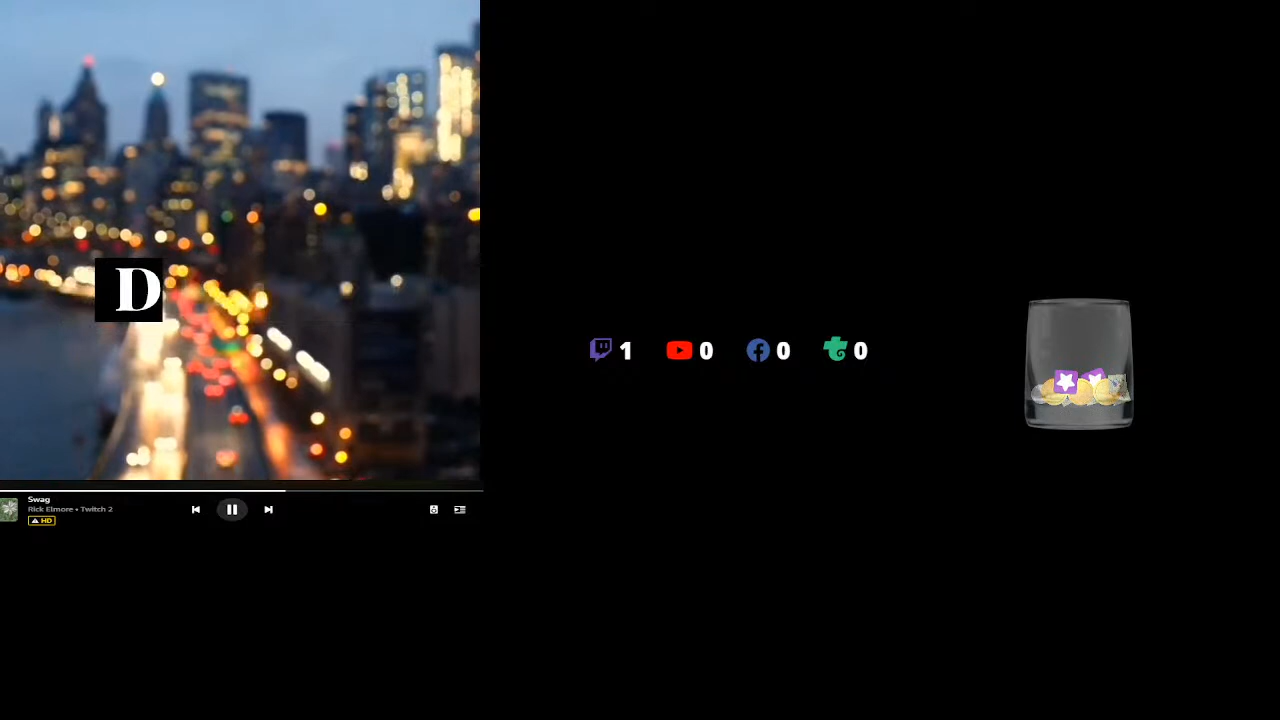 D
1 0 0 0
Swag
Rick Elmore • Twitch 2
HD